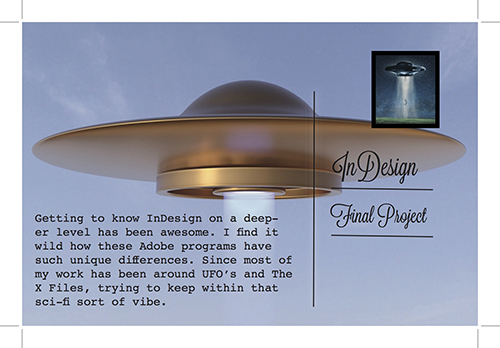 InDesign
Final Project
Getting to know InDesign on a deep-
er level has been awesome. I find it
wild how these Adobe programs have
such unique differences. Since most of
my work has been around UFO’s and The
X Files, trying to keep within that
sci-fi sort of vibe.